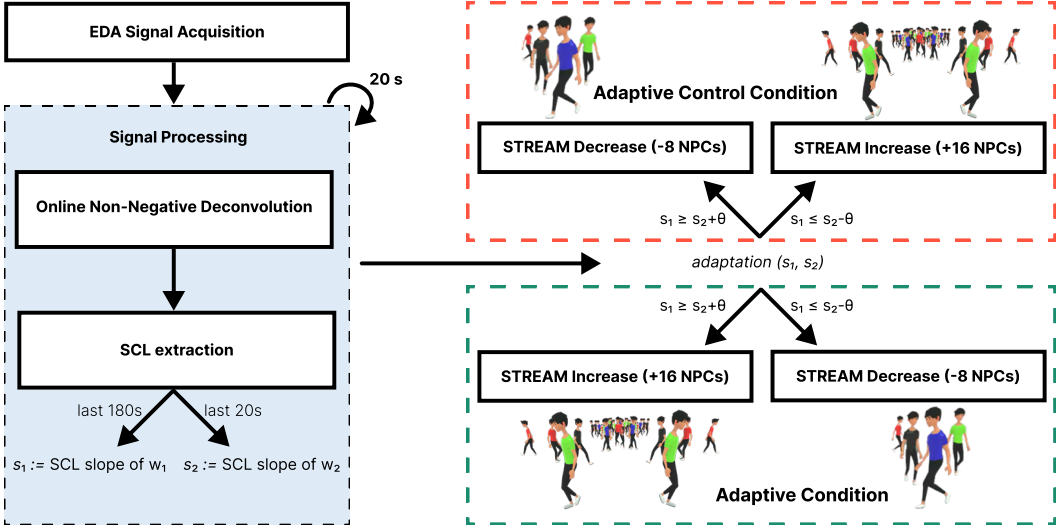 EDA Signal Acquisition
20 s
Signal Processing
Online Non-Negative Deconvolution
SCL extraction
last 180s
last 20s
s₁ := SCL slope of w₁
s₂ := SCL slope of w₂
Adaptive Control Condition
STREAM Decrease (-8 NPCs)
STREAM Increase (+16 NPCs)
s₁ ≥ s₂+θ
s₁ ≤ s₂-θ
adaptation (s₁, s₂)
s₁ ≥ s₂+θ
s₁ ≤ s₂-θ
STREAM Increase (+16 NPCs)
STREAM Decrease (-8 NPCs)
Adaptive Condition